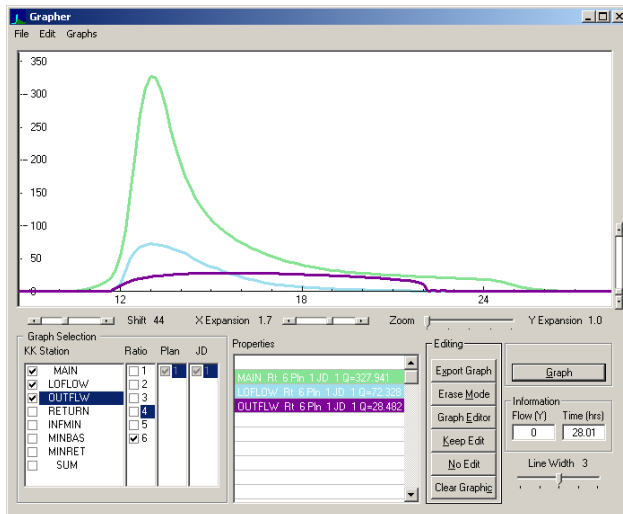 Grapher
File Edit Graphs
350
300
250
200
150
100
50
0
12 18 24
Shift 44 X Expansion 1.7 Zoom Y Expansion 1.0
Graph Selection
KK Station Ratio Plan JD
MAIN 1 1 1
LOFLOW 2
OUTFLW 3
RETURN 4
INFMIN 5
MINBAS 6
MINRET
SUM
Properties
MAIN Rt 6 Pln 1 JD 1 Q=327.941
LOFLOW Rt 6 Pln 1 JD 1 Q=72.328
OUTFLW Rt 6 Pln 1 JD 1 Q=28.482
Editing
Export Graph
Erase Mode
Graph Editor
Keep Edit
No Edit
Clear Graphic
Graph
Information
Flow (Y) Time (hrs)
0 28.01
Line Width 3